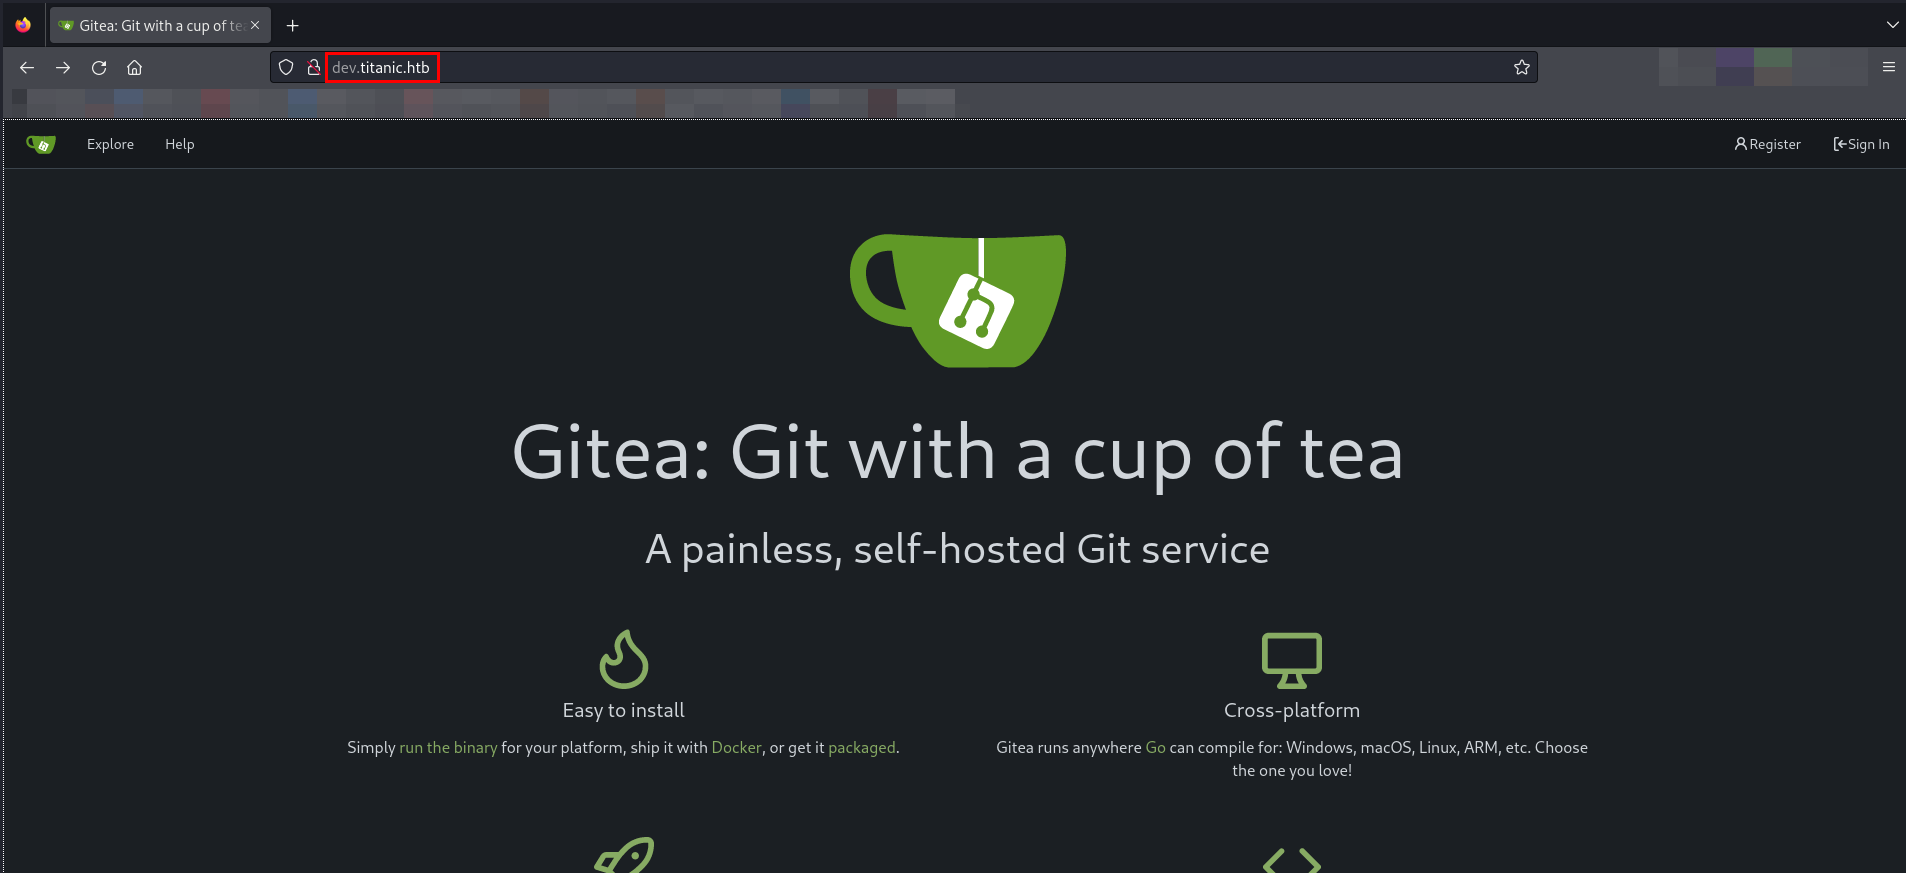 Gitea: Git with a cup of te
dev.titanic.htb
Explore Help Register Sign In
Gitea: Git with a cup of tea
A painless, self-hosted Git service
Easy to install
Simply run the binary for your platform, ship it with Docker, or get it packaged.
Cross-platform
Gitea runs anywhere Go can compile for: Windows, macOS, Linux, ARM, etc. Choose
the one you love!